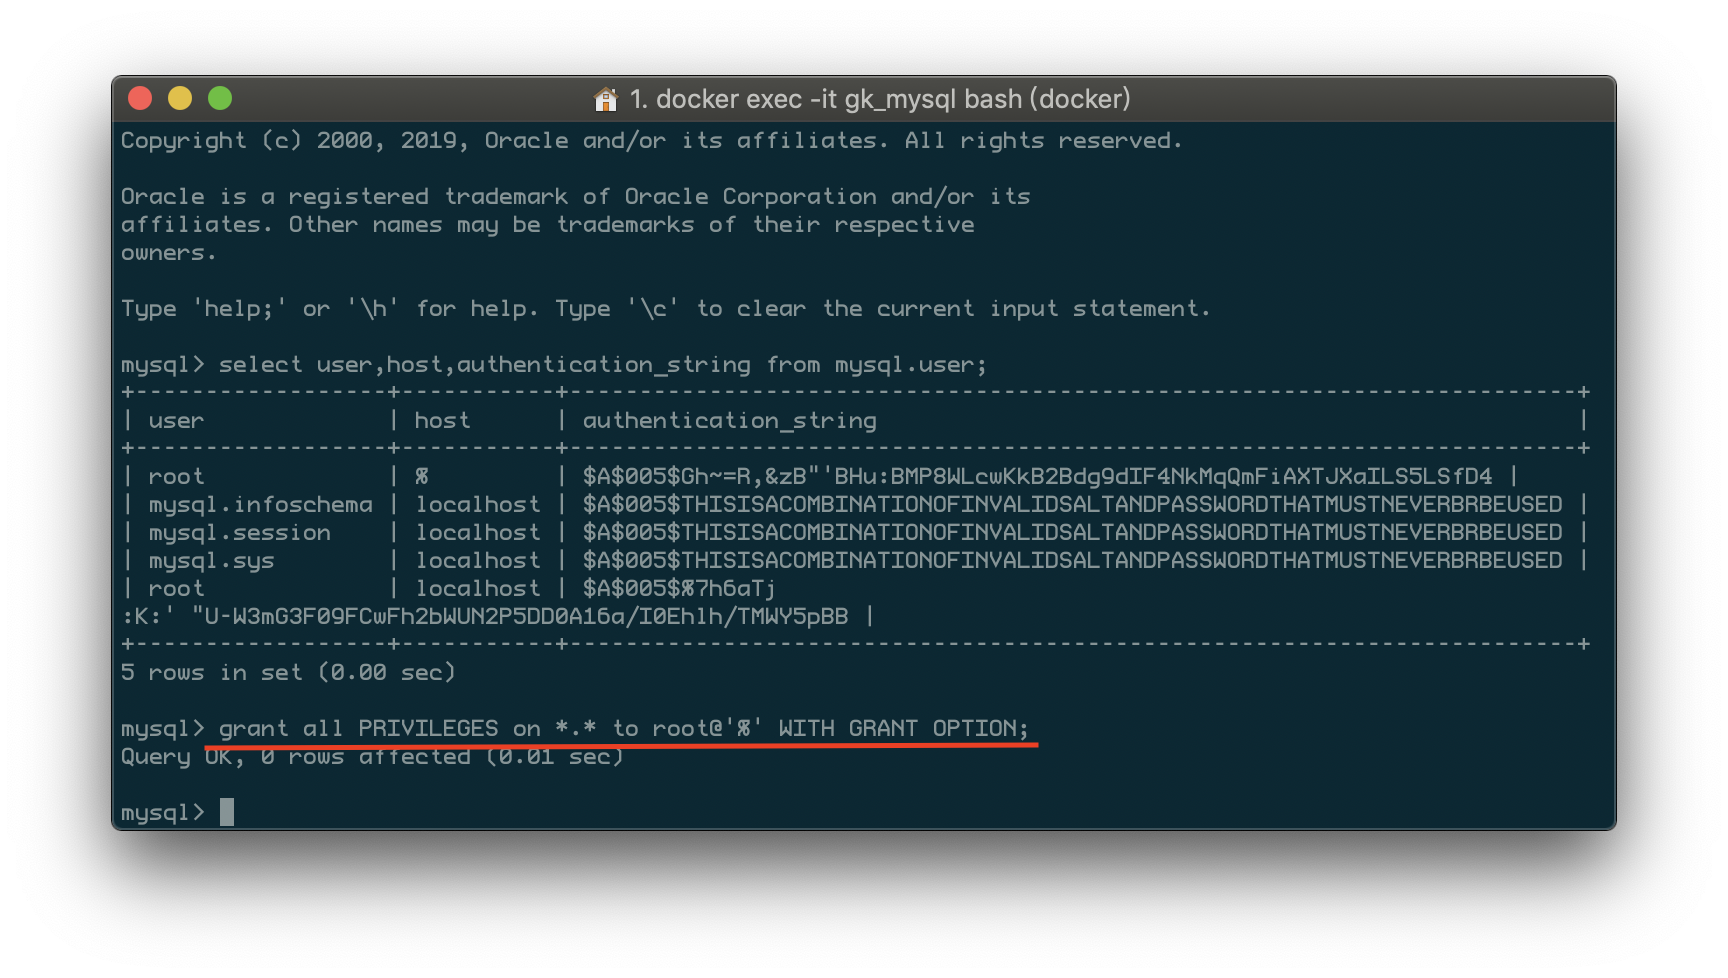 1. docker exec -it gk_mysql bash (docker)
Copyright (c) 2000, 2019, Oracle and/or its affiliates. All rights reserved.
Oracle is a registered trademark of Oracle Corporation and/or its
affiliates. Other names may be trademarks of their respective
owners.
Type 'help;' or '\h' for help. Type '\c' to clear the current input statement.
mysql> select user,host,authentication_string from mysql.user;
+------------------+-----------+------------------------------------------------------------------------+
| user             | host      | authentication_string                                                  |
+------------------+-----------+------------------------------------------------------------------------+
| root             | %         | $A$005$Gh~=R,&zB"'BHu:BMP8WLcwKkB2Bdg9dIF4NkMqQmFiAXTJXaILS5LSfD4 |
| mysql.infoschema | localhost | $A$005$THISISACOMBINATIONOFINVALIDSALTANDPASSWORDTHATMUSTNEVERBRBEUSED |
| mysql.session    | localhost | $A$005$THISISACOMBINATIONOFINVALIDSALTANDPASSWORDTHATMUSTNEVERBRBEUSED |
| mysql.sys        | localhost | $A$005$THISISACOMBINATIONOFINVALIDSALTANDPASSWORDTHATMUSTNEVERBRBEUSED |
| root             | localhost | $A$005$%7h6aTj
:K:' "U-W3mG3F09FCwFh2bWUN2P5DD0A16a/I0Ehlh/TMWY5pBB |
+------------------+-----------+------------------------------------------------------------------------+
5 rows in set (0.00 sec)
mysql> grant all PRIVILEGES on *.* to root@'%' WITH GRANT OPTION;
Query OK, 0 rows affected (0.01 sec)
mysql>